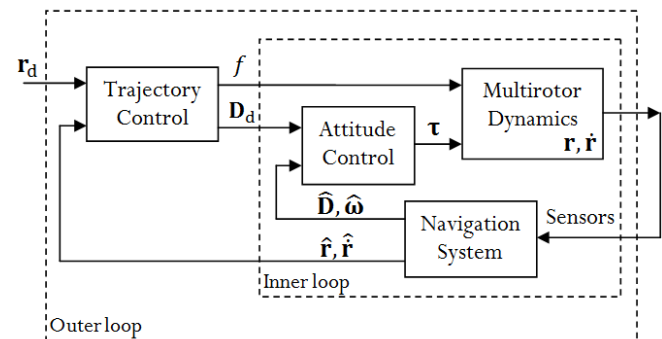 r_d
Trajectory
Control
f
D_d
Attitude
Control
τ
Multirotor
Dynamics
r, ṙ
D̂, ω̂
r̂, ṙ̂
Navigation
System
Sensors
Inner loop
Outer loop